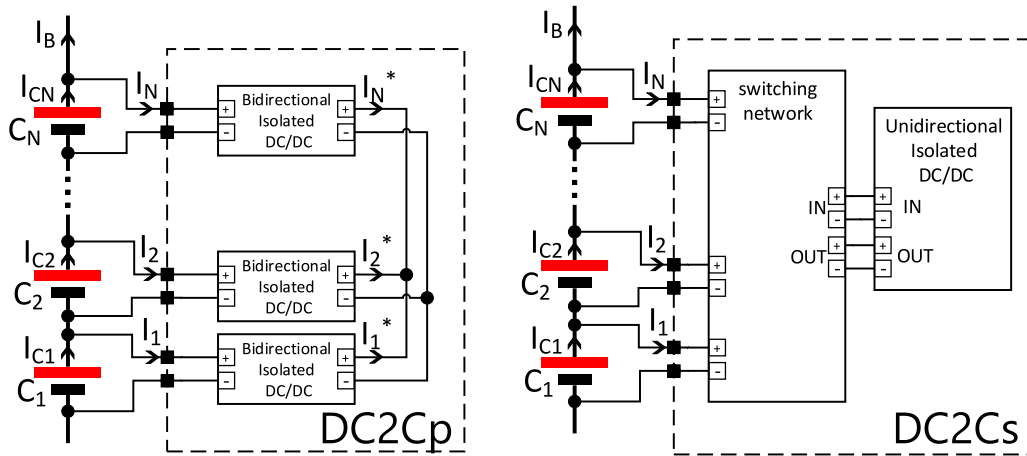 I_B
I_CN
C_N
I_N
+
-
Bidirectional
Isolated
DC/DC
+
-
I_N*
I_C2
C_2
I_2
+
-
Bidirectional
Isolated
DC/DC
+
-
I_2*
I_C1
C_1
I_1
+
-
Bidirectional
Isolated
DC/DC
+
-
I_1*
DC2Cp
I_B
I_CN
C_N
I_N
+
-
switching
network
Unidirectional
Isolated
DC/DC
IN
+
-
+
-
IN
OUT
+
-
+
-
OUT
I_C2
C_2
I_2
+
-
I_C1
C_1
I_1
+
-
DC2Cs